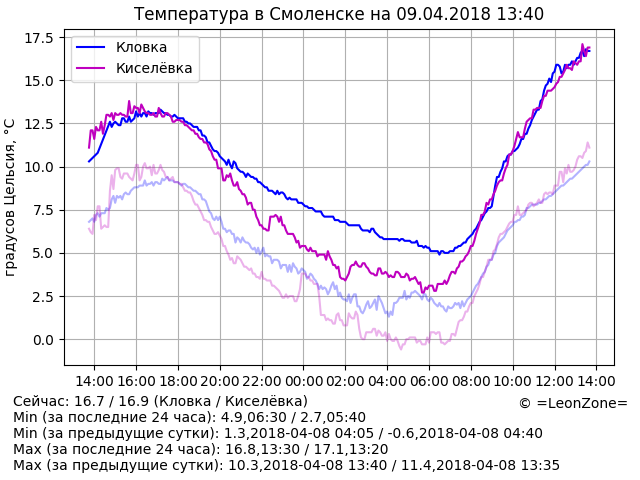 Температура в Смоленске на 09.04.2018 13:40
17.5
15.0
12.5
10.0
7.5
5.0
2.5
0.0
градусов Цельсия, °C
Кловка
Киселёвка
14:00 16:00 18:00 20:00 22:00 00:00 02:00 04:00 06:00 08:00 10:00 12:00 14:00
Сейчас: 16.7 / 16.9 (Кловка / Киселёвка)
© =LeonZone=
Min (за последние 24 часа): 4.9,06:30 / 2.7,05:40
Min (за предыдущие сутки): 1.3,2018-04-08 04:05 / -0.6,2018-04-08 04:40
Max (за последние 24 часа): 16.8,13:30 / 17.1,13:20
Max (за предыдущие сутки): 10.3,2018-04-08 13:40 / 11.4,2018-04-08 13:35